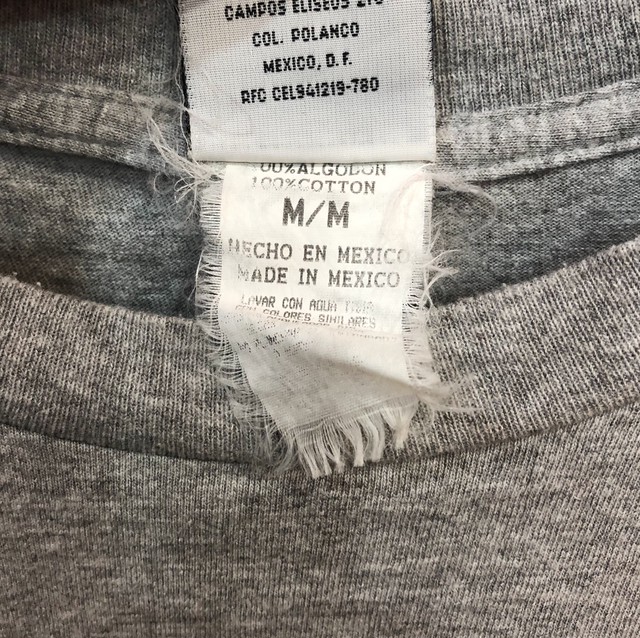 CAMPOS ELISEOS
COL. POLANCO
MEXICO, D.F.
RFC CEL941219-780
100%ALGODON
100%COTTON
M/M
HECHO EN MEXICO
MADE IN MEXICO
LAVAR CON AGUA TIBIA
CON COLORES SIMILARES